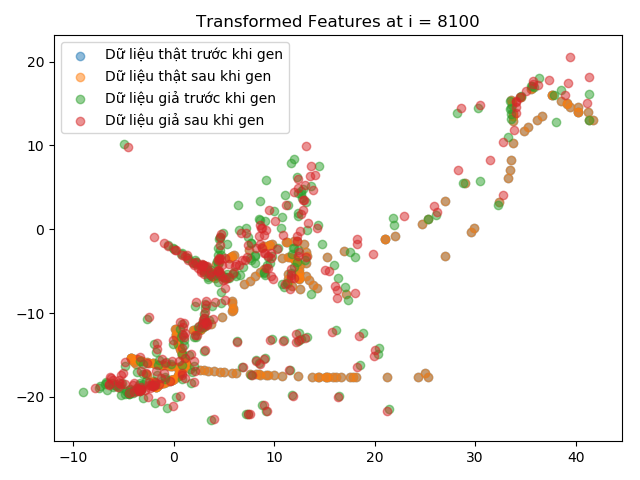 Transformed Features at i = 8100
Dữ liệu thật trước khi gen
Dữ liệu thật sau khi gen
Dữ liệu giả trước khi gen
Dữ liệu giả sau khi gen
20
10
0
−10
−20
−10 0 10 20 30 40